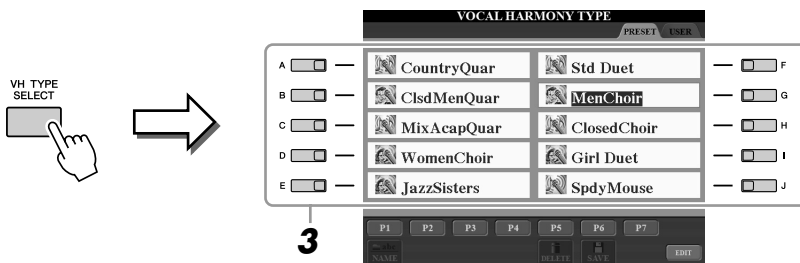 VOCAL HARMONY TYPE
PRESET USER
VH TYPE
SELECT
A CountryQuar Std Duet F
B ClsdMenQuar MenChoir G
C MixAcapQuar ClosedChoir H
D WomenChoir Girl Duet I
E JazzSisters SpdyMouse J
3
P1 P2 P3 P4 P5 P6 P7
NAME DELETE SAVE EDIT